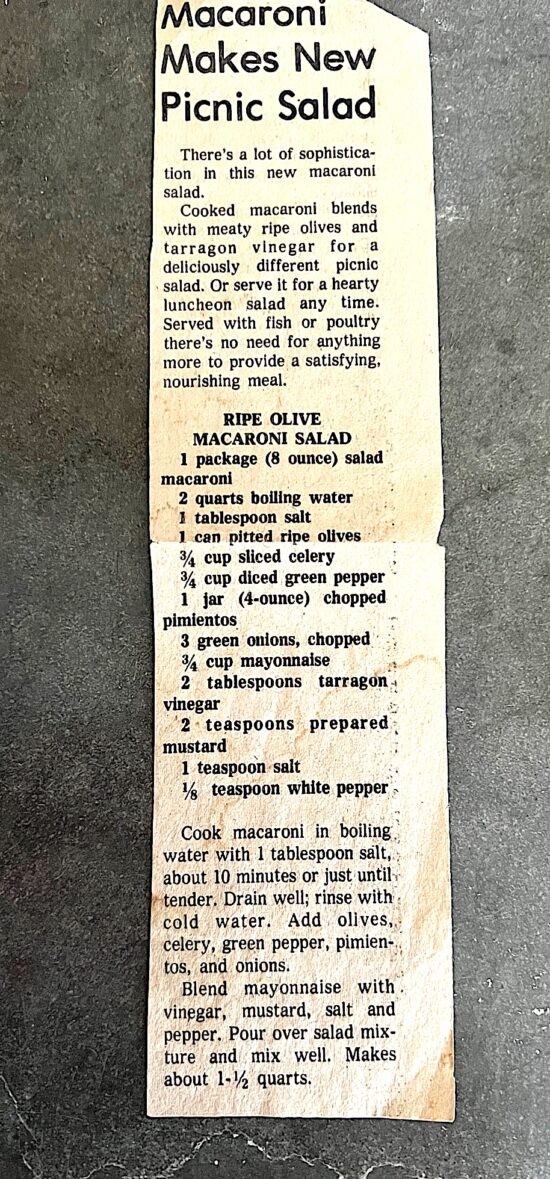 Macaroni
Makes New
Picnic Salad
There's a lot of sophistica-
tion in this new macaroni
salad.
Cooked macaroni blends
with meaty ripe olives and
tarragon vinegar for a
deliciously different picnic
salad. Or serve it for a hearty
luncheon salad any time.
Served with fish or poultry
there's no need for anything
more to provide a satisfying,
nourishing meal.
RIPE OLIVE
MACARONI SALAD
1 package (8 ounce) salad
macaroni
2 quarts boiling water
1 tablespoon salt
1 can pitted ripe olives
¾ cup sliced celery
¾ cup diced green pepper
1 jar (4-ounce) chopped
pimientos
3 green onions, chopped
¾ cup mayonnaise
2 tablespoons tarragon
vinegar
2 teaspoons prepared
mustard
1 teaspoon salt
⅛ teaspoon white pepper
Cook macaroni in boiling
water with 1 tablespoon salt,
about 10 minutes or just until
tender. Drain well; rinse with
cold water. Add olives,
celery, green pepper, pimien-
tos, and onions.
Blend mayonnaise with
vinegar, mustard, salt and
pepper. Pour over salad mix-
ture and mix well. Makes
about 1-½ quarts.